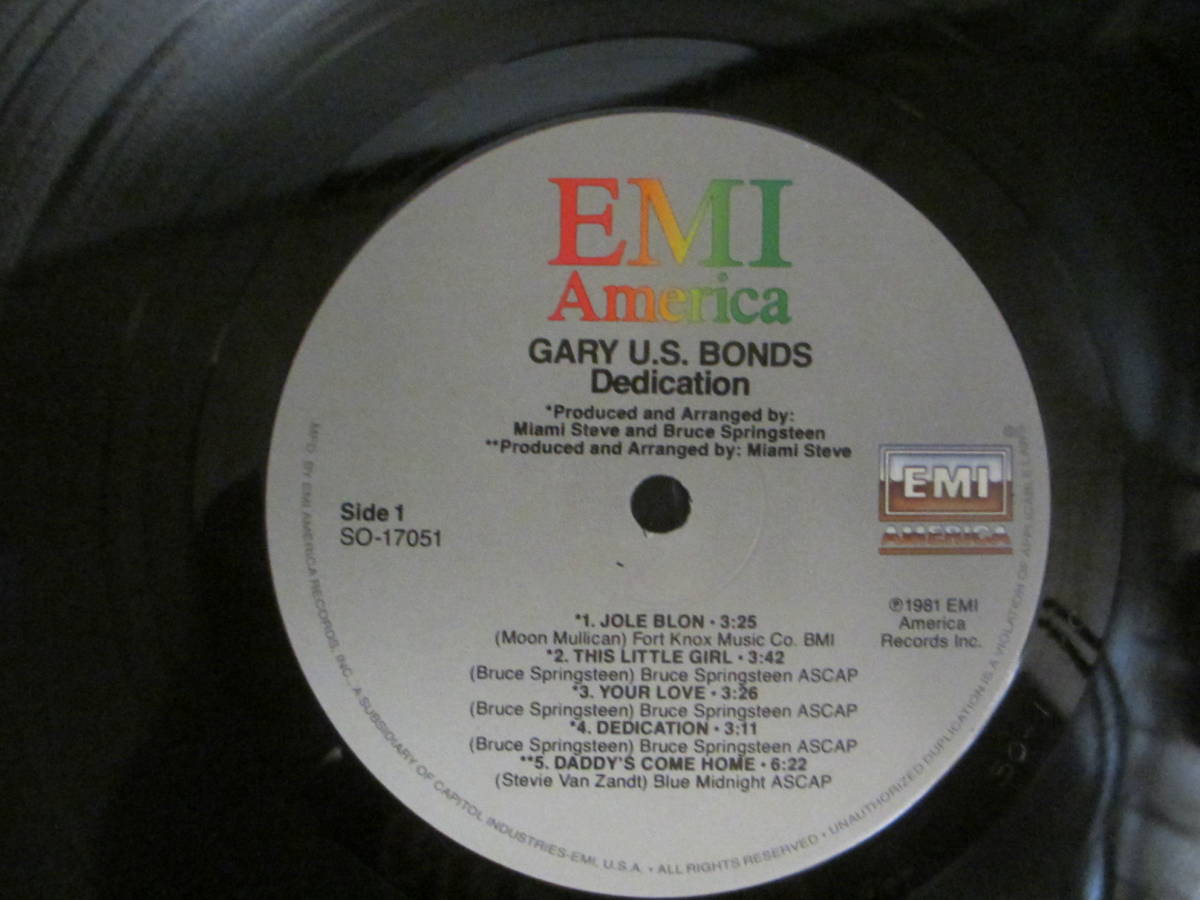 EMI
America
GARY U.S. BONDS
Dedication
*Produced and Arranged by:
Miami Steve and Bruce Springsteen
**Produced and Arranged by: Miami Steve
EMI
AMERICA
Side 1
SO-17051
℗1981 EMI
America
Records Inc.
*1. JOLE BLON • 3:25
(Moon Mullican) Fort Knox Music Co. BMI
*2. THIS LITTLE GIRL • 3:42
(Bruce Springsteen) Bruce Springsteen ASCAP
*3. YOUR LOVE • 3:26
(Bruce Springsteen) Bruce Springsteen ASCAP
*4. DEDICATION • 3:11
(Bruce Springsteen) Bruce Springsteen ASCAP
**5. DADDY'S COME HOME • 6:22
(Stevie Van Zandt) Blue Midnight ASCAP
MFD. BY EMI AMERICA RECORDS, INC., A SUBSIDIARY OF CAPITOL INDUSTRIES-EMI, U.S.A. • ALL RIGHTS RESERVED • UNAUTHORIZED DUPLICATION IS A VIOLATION OF APPLICABLE LAWS